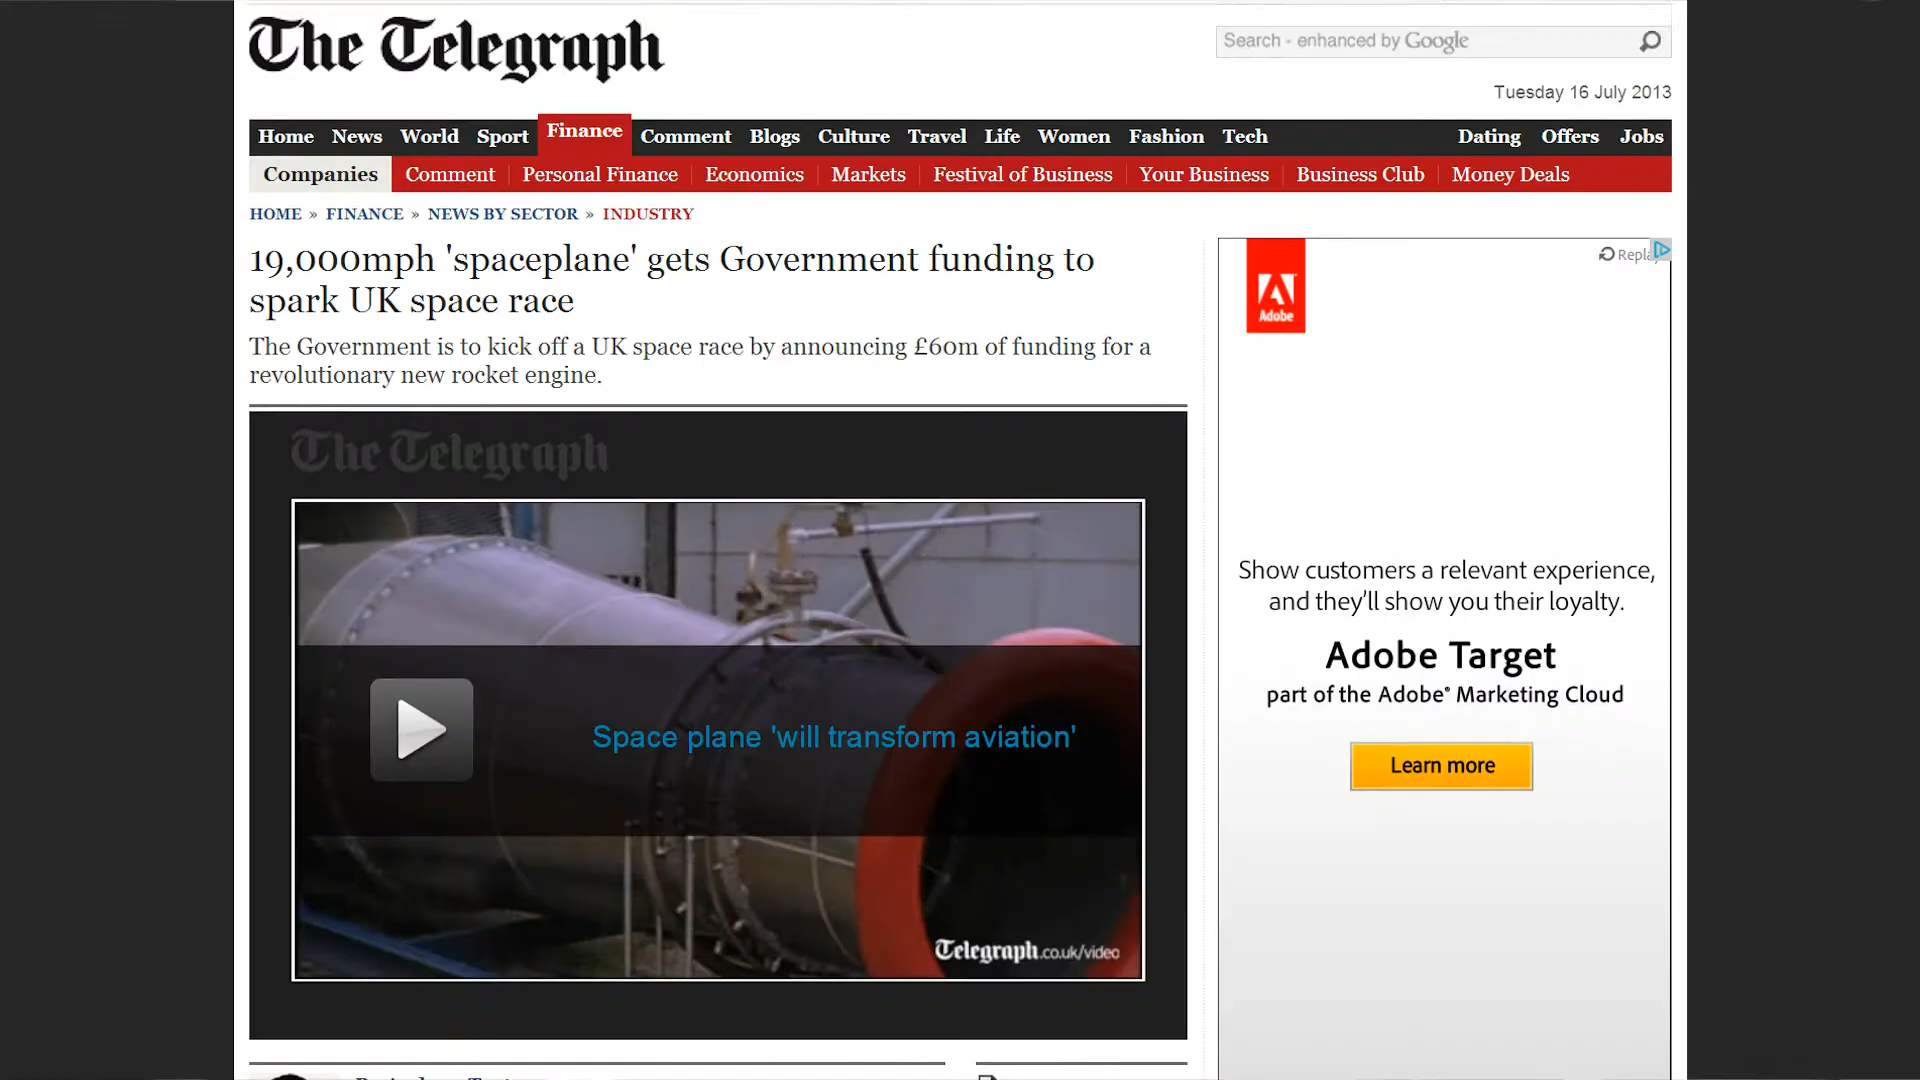 The Telegraph
Search - enhanced by Google
Tuesday 16 July 2013
Home News World Sport Finance Comment Blogs Culture Travel Life Women Fashion Tech Dating Offers Jobs
Companies Comment Personal Finance Economics Markets Festival of Business Your Business Business Club Money Deals
HOME » FINANCE » NEWS BY SECTOR » INDUSTRY
19,000mph 'spaceplane' gets Government funding to
spark UK space race
The Government is to kick off a UK space race by announcing £60m of funding for a
revolutionary new rocket engine.
The Telegraph
Space plane 'will transform aviation'
Telegraph.co.uk/video
Replay
Adobe
Show customers a relevant experience,
and they'll show you their loyalty.
Adobe Target
part of the Adobe® Marketing Cloud
Learn more